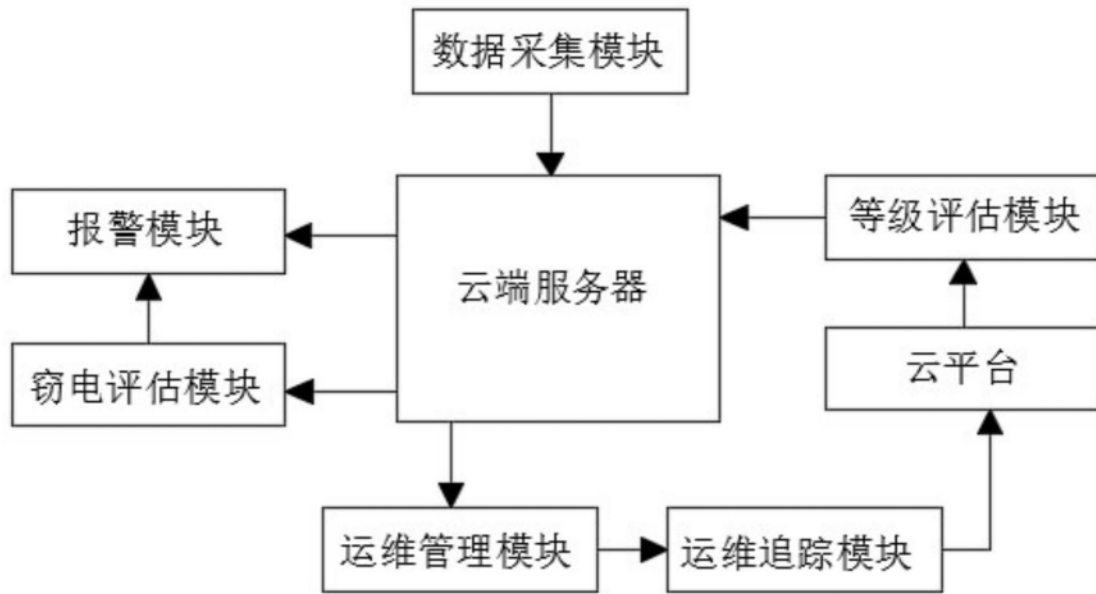 数据采集模块
报警模块
云端服务器
等级评估模块
窃电评估模块
云平台
运维管理模块
运维追踪模块